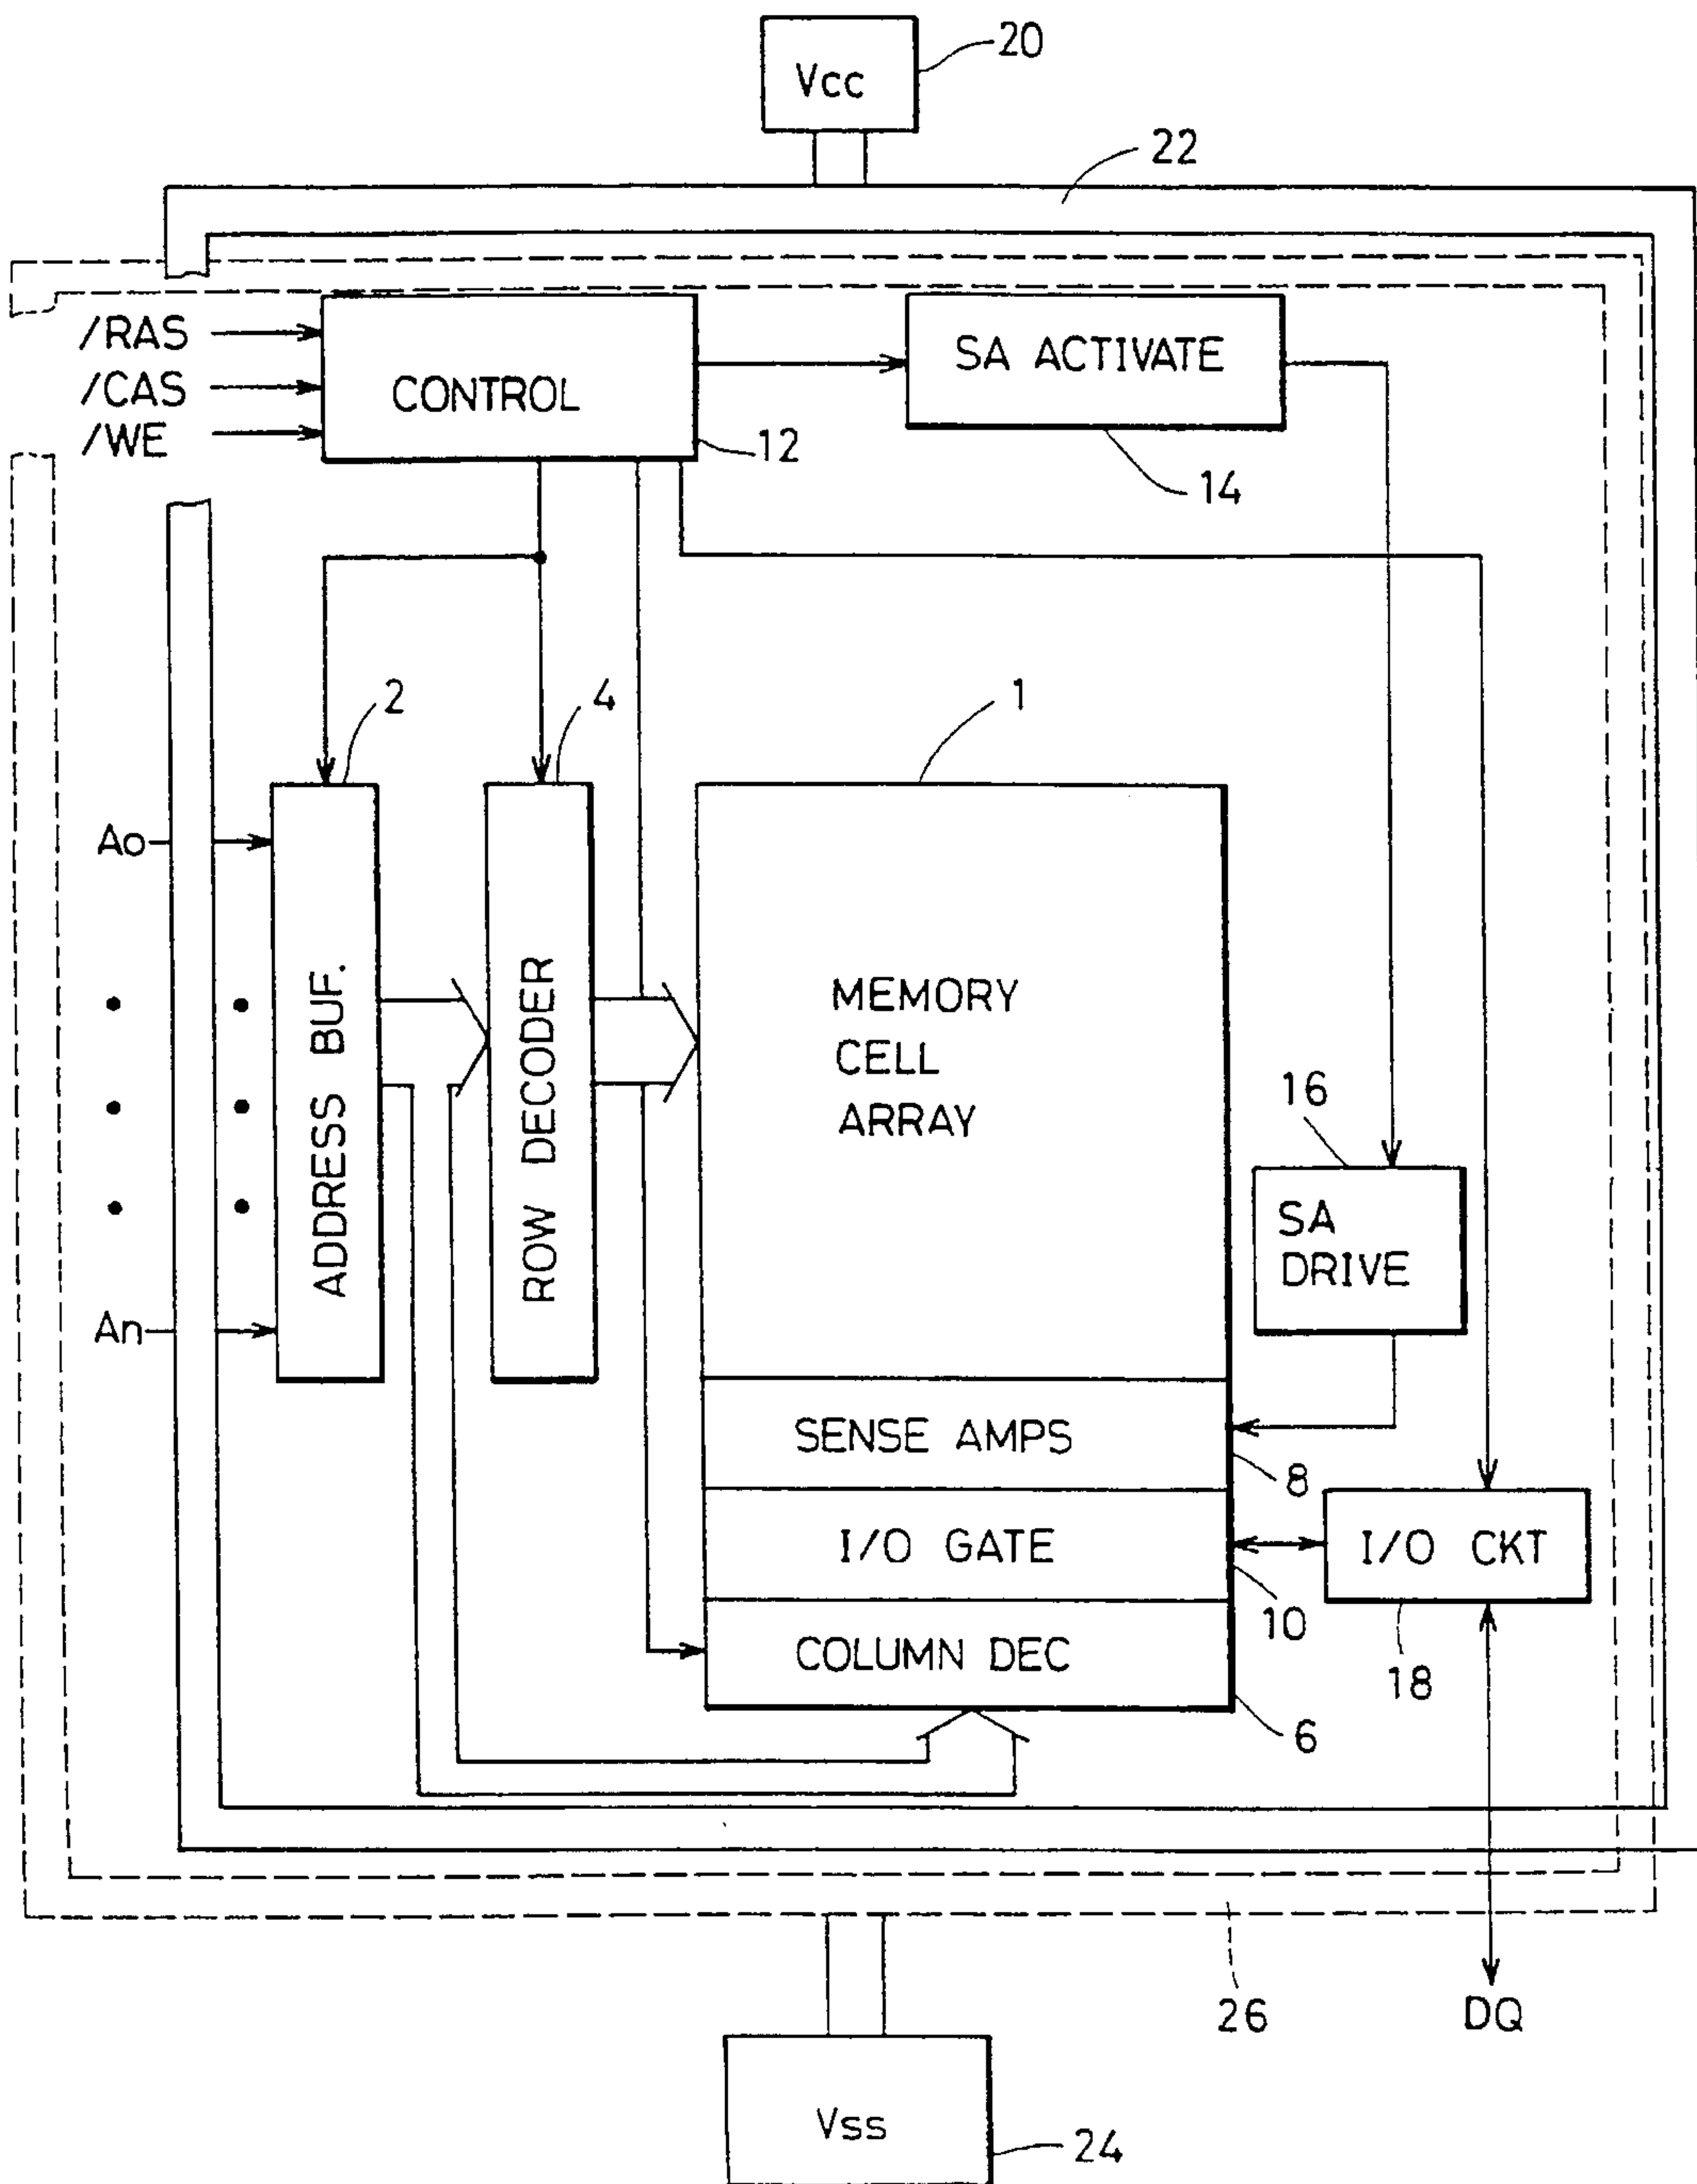 Vcc
20
22
/RAS
/CAS
/WE
CONTROL
12
SA ACTIVATE
14
2
4
1
Ao
An
ADDRESS BUF.
ROW DECODER
MEMORY
CELL
ARRAY
16
SA
DRIVE
SENSE AMPS
8
I/O GATE
10
I/O CKT
18
COLUMN DEC
6
26
DQ
Vss
24